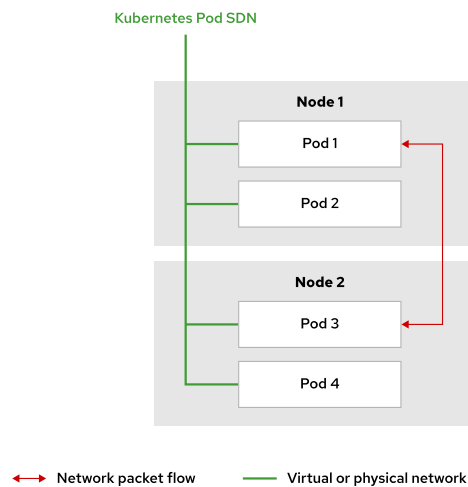 Kubernetes Pod SDN
Node 1
Pod 1
Pod 2
Node 2
Pod 3
Pod 4
Network packet flow
Virtual or physical network